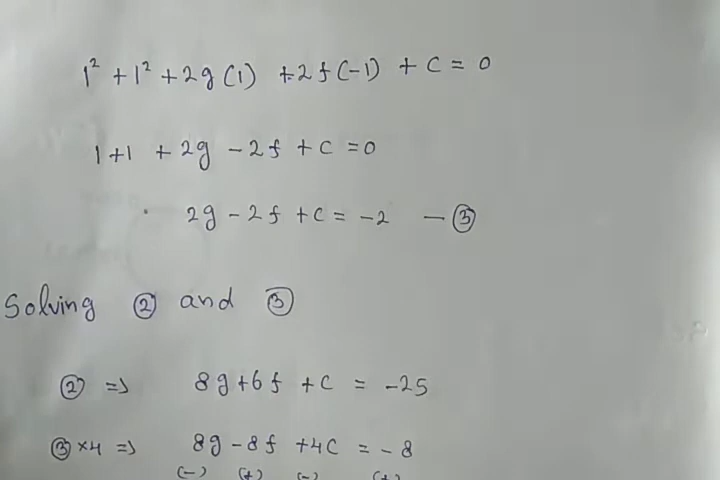 1² + 1² + 2g (1) + 2f (-1) + c = 0
1+1 + 2g - 2f + c = 0
2g - 2f + c = -2 — ③
Solving ② and ③
② => 8g + 6f + c = -25
③ ×4 => 8g - 8f + 4c = -8
(-) (+) (-) (+)